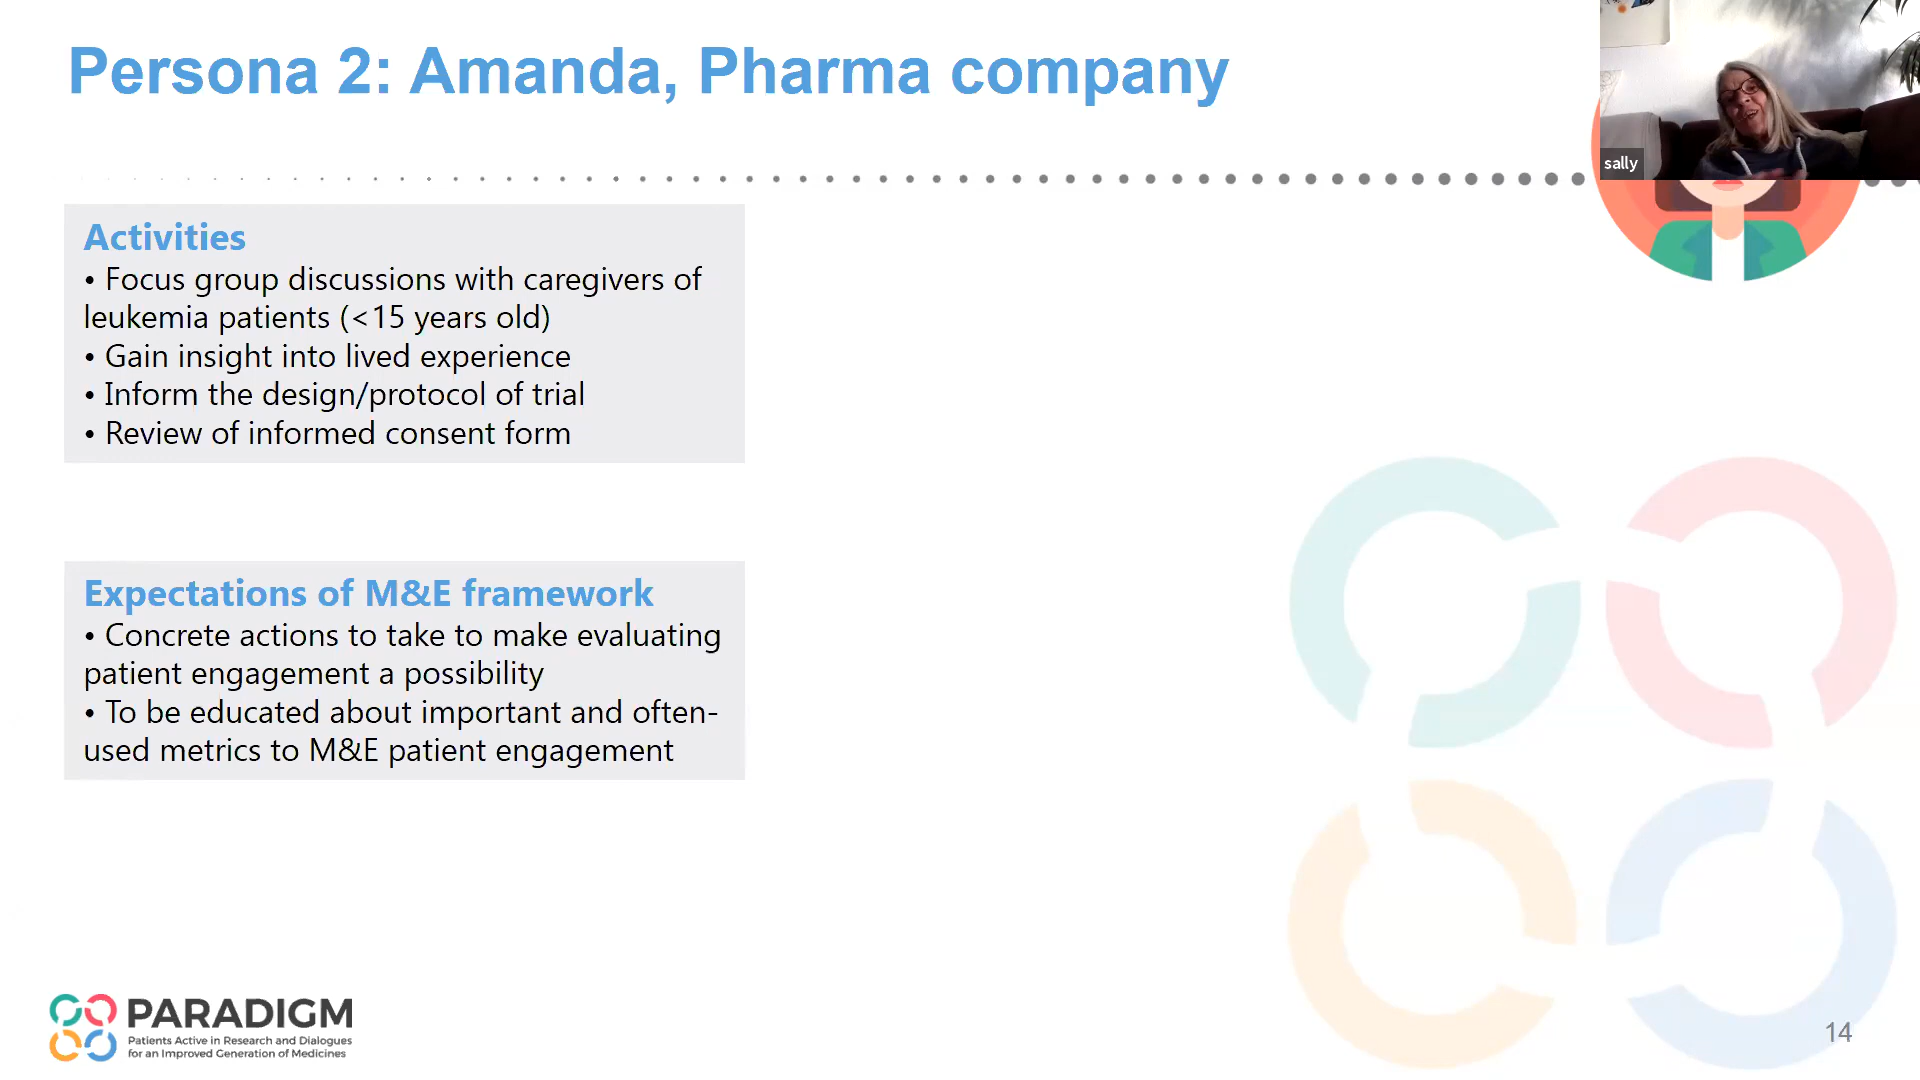 Persona 2: Amanda, Pharma company
sally
Activities
• Focus group discussions with caregivers of
leukemia patients (<15 years old)
• Gain insight into lived experience
• Inform the design/protocol of trial
• Review of informed consent form
Expectations of M&E framework
• Concrete actions to take to make evaluating
patient engagement a possibility
• To be educated about important and often-
used metrics to M&E patient engagement
PARADIGM
Patients Active in Research and Dialogues
for an Improved Generation of Medicines
14